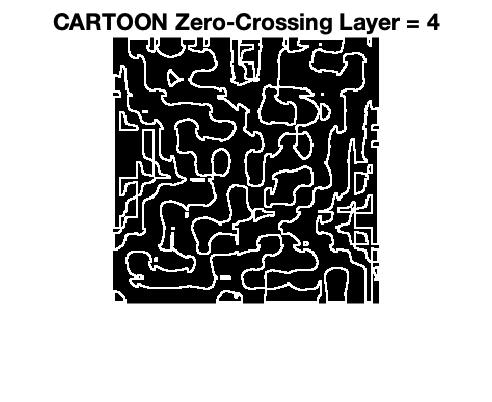 CARTOON Zero-Crossing Layer = 4